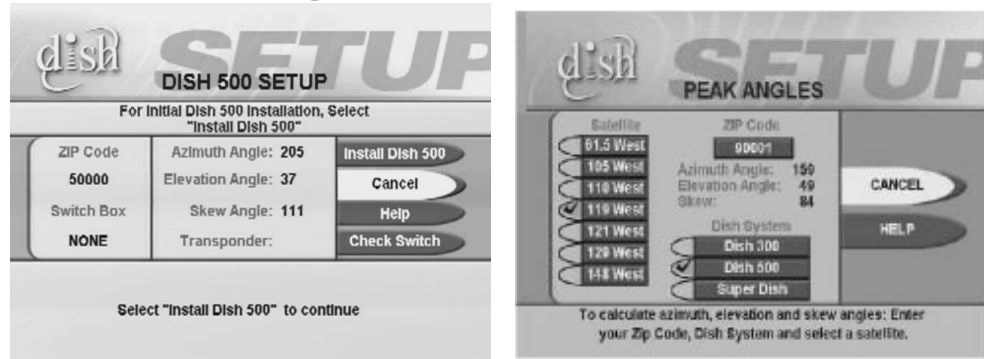 dish
SETUP
DISH 500 SETUP
For Initial Dish 500 Installation, Select
"Install Dish 500"
ZIP Code
50000
Switch Box
NONE
Azimuth Angle: 205
Elevation Angle: 37
Skew Angle: 111
Transponder:
Install Dish 500
Cancel
Help
Check Switch
Select "Install Dish 500" to continue
dish
SETUP
PEAK ANGLES
Satellite
61.5 West
105 West
110 West
119 West
121 West
129 West
148 West
ZIP Code
90001
Azimuth Angle: 150
Elevation Angle: 49
Skew: 84
Dish System
Dish 300
Dish 500
Super Dish
CANCEL
HELP
To calculate azimuth, elevation and skew angles: Enter
your Zip Code, Dish System and select a satellite.